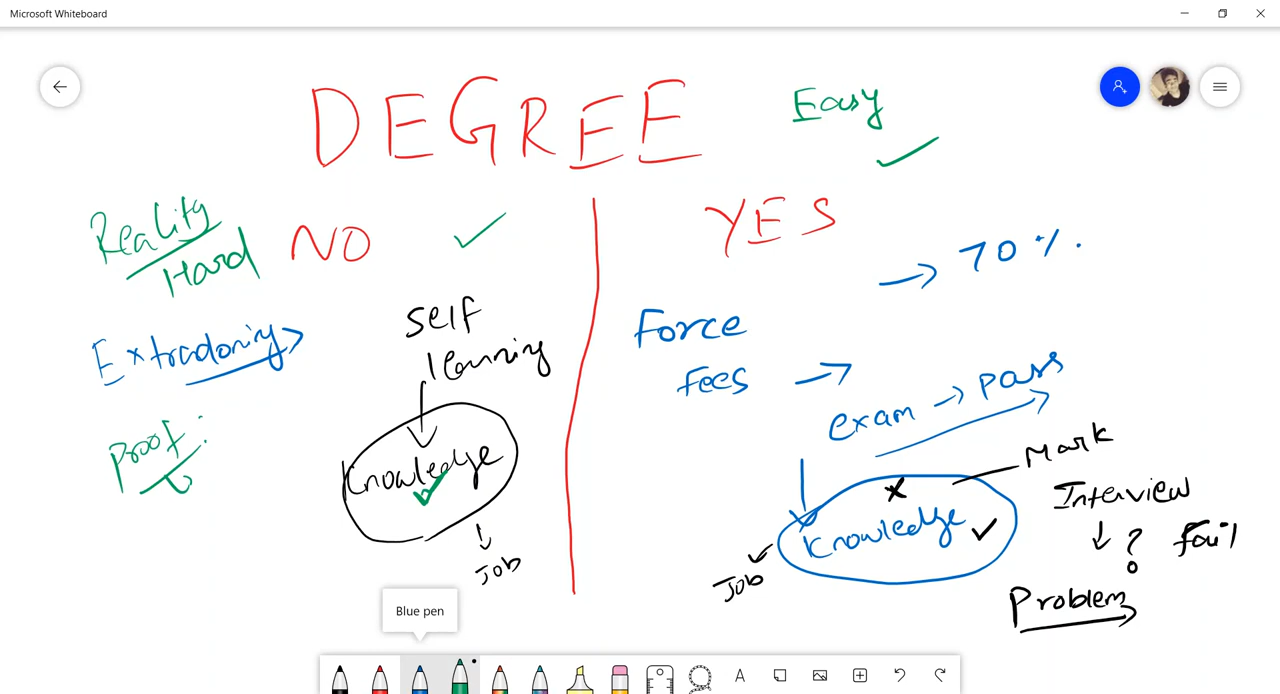 Microsoft Whiteboard
DEGREE
Easy
Reality
Hard
NO
YES
→ 70%.
Extradoniny
self
learning
Force
Fees →
exam → pass
Proof:
Knowledge
Job
Mark
Interview
? fail
Knowledge
Job
Problem
Blue pen
A